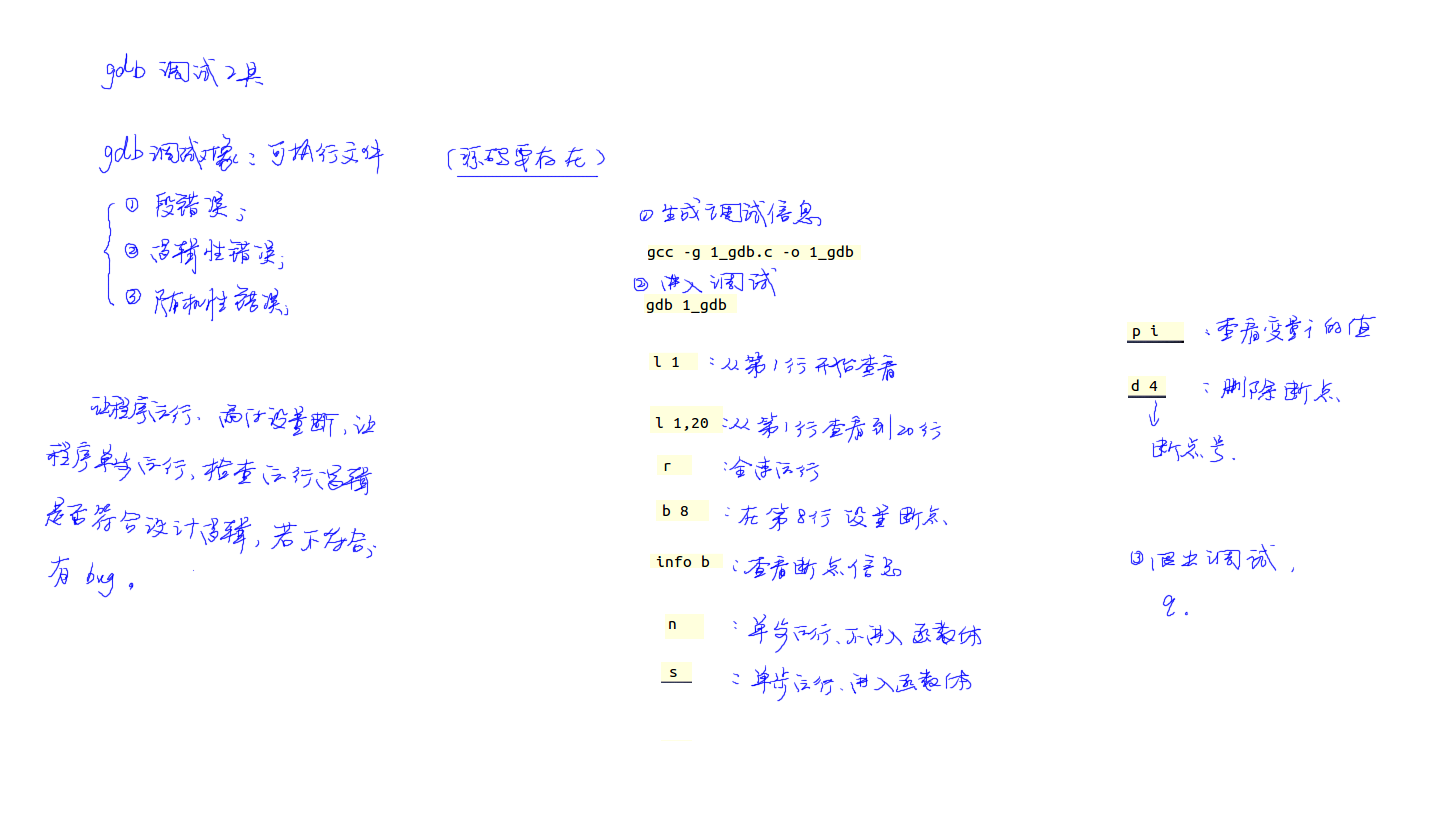 gdb 调试工具
gdb 调试对象：可执行文件 （源码要存在）
① 段错误；
② 逻辑性错误；
③ 随机性错误；
让程序运行、而后设置断，让
程序单步运行、检查运行逻辑
是否符合设计逻辑，若不符合；
有 bug。
① 生成调试信息
gcc -g 1_gdb.c -o 1_gdb
② 进入调试
gdb 1_gdb
l 1 ：从第1行开始查看
l 1,20 ：从第1行查看到20行
r ：全速运行
b 8 ：在第8行设置断点、
info b ：查看断点信息
n ：单步运行、不进入函数体
s ：单步运行、进入函数体
p i ：查看变量i的值
d 4 ：删除断点、
断点号.
③ 退出调试，
q.